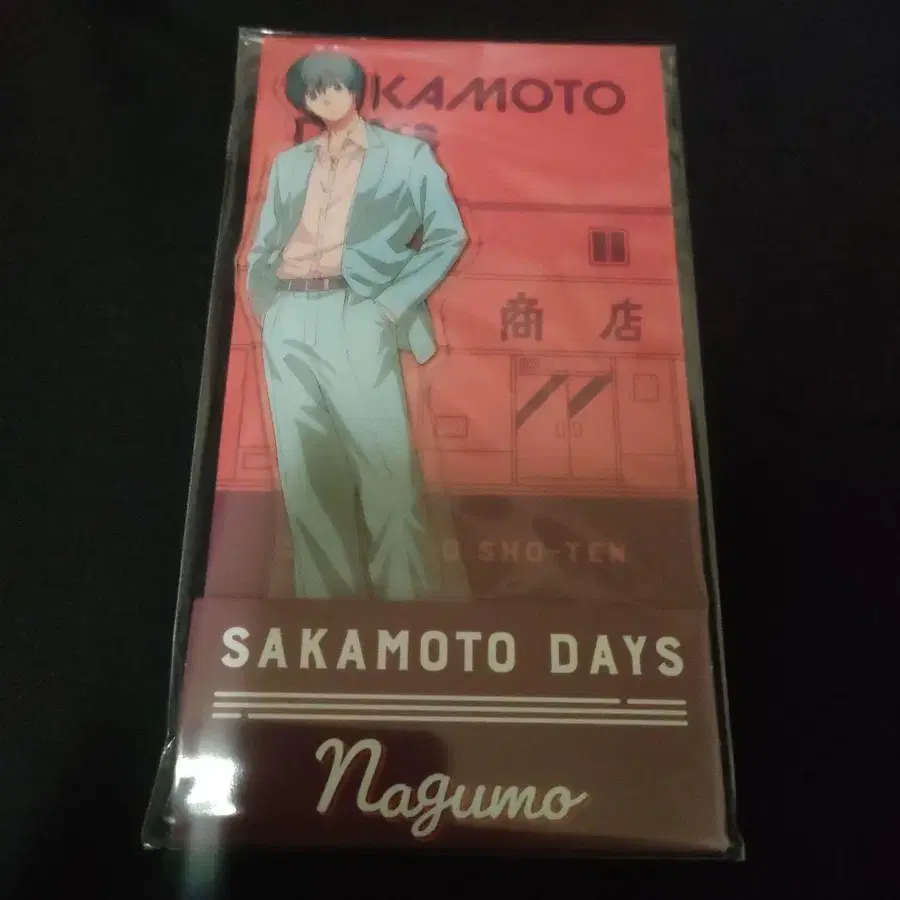 KAMOTO
商店
O SHO-TEN
SAKAMOTO DAYS
Nagumo